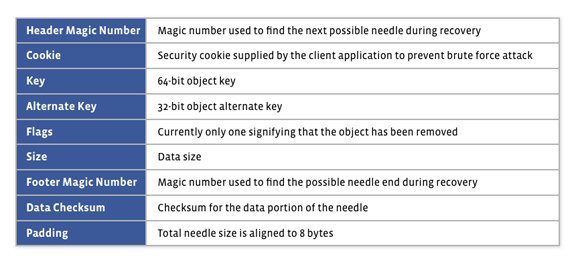 Header Magic Number Magic number used to find the next possible needle during recovery
Cookie Security cookie supplied by the client application to prevent brute force attack
Key 64-bit object key
Alternate Key 32-bit object alternate key
Flags Currently only one signifying that the object has been removed
Size Data size
Footer Magic Number Magic number used to find the possible needle end during recovery
Data Checksum Checksum for the data portion of the needle
Padding Total needle size is aligned to 8 bytes